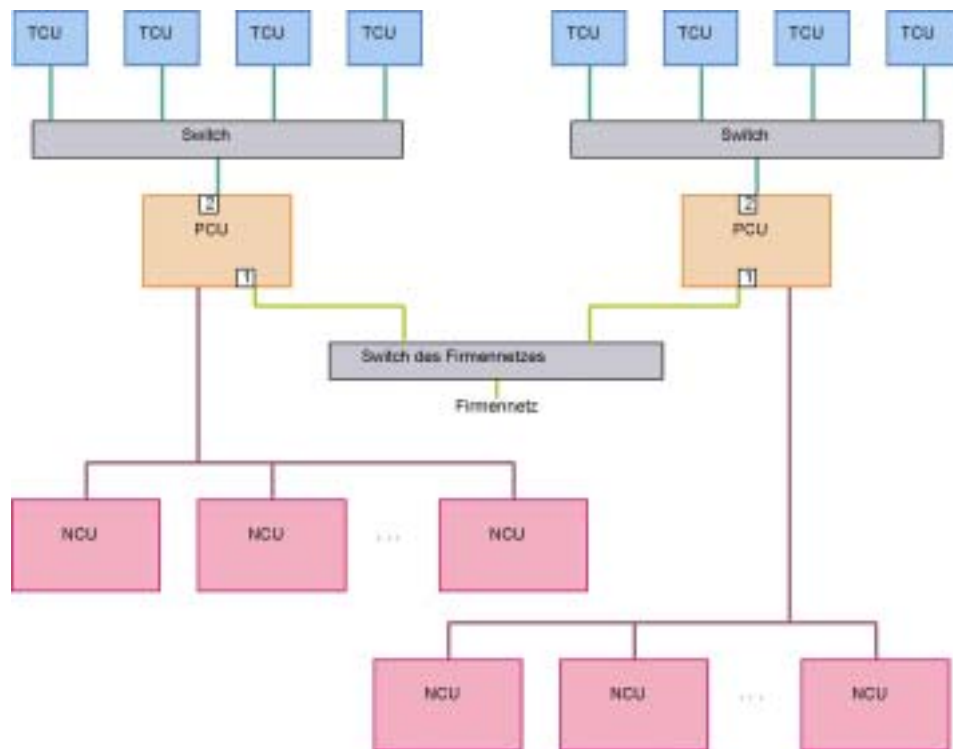 TCU TCU TCU TCU TCU TCU TCU TCU
Switch Switch
2 2
PCU PCU
1 1
Switch des Firmennetzes
Firmennetz
NCU NCU ... NCU
NCU NCU ... NCU